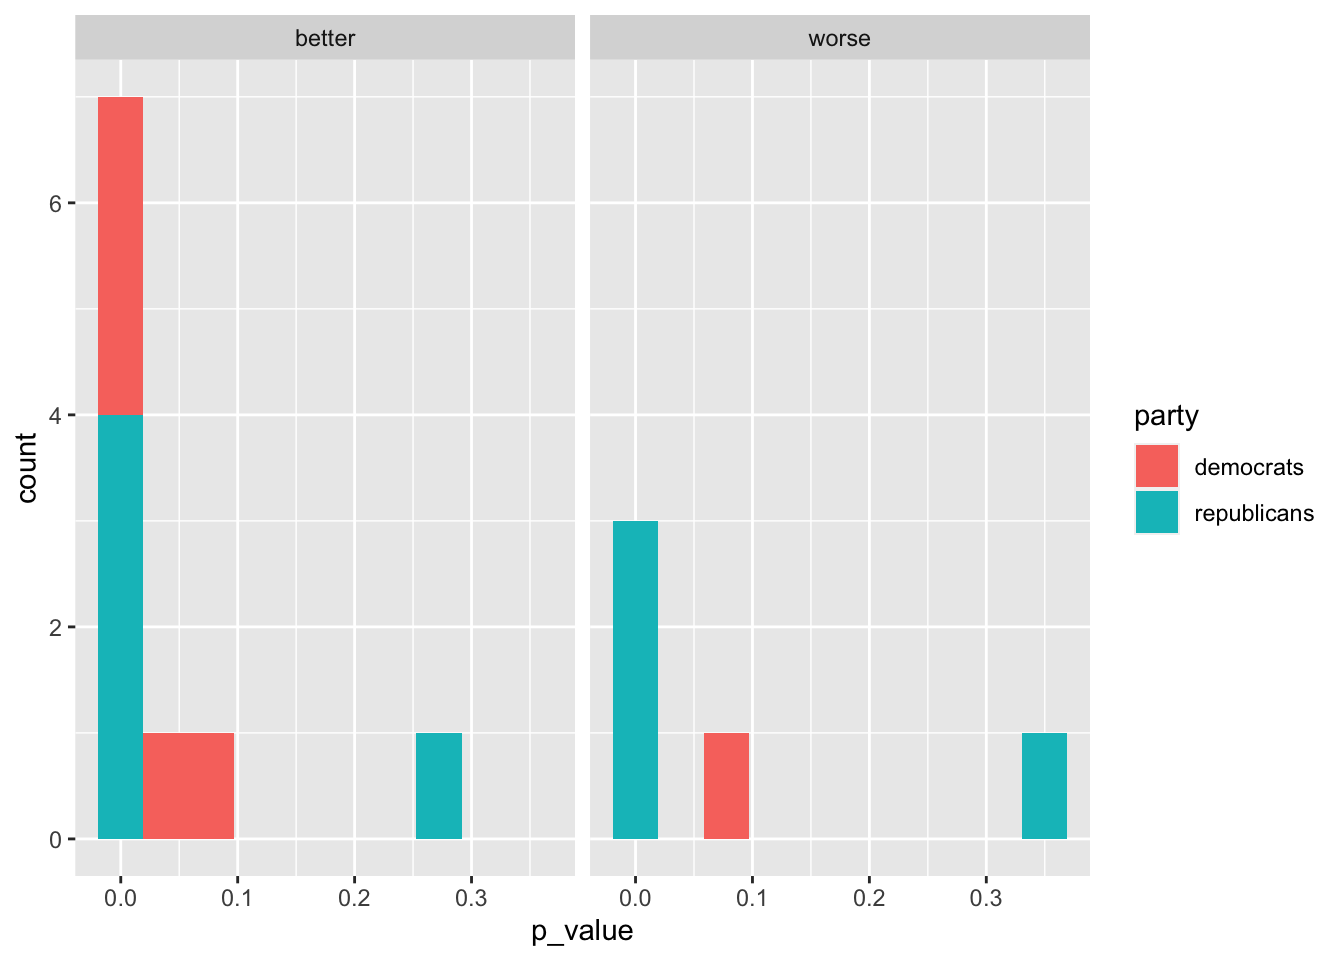 better
worse
6
4
2
0
count
0.0 0.1 0.2 0.3
0.0 0.1 0.2 0.3
p_value
party
democrats
republicans